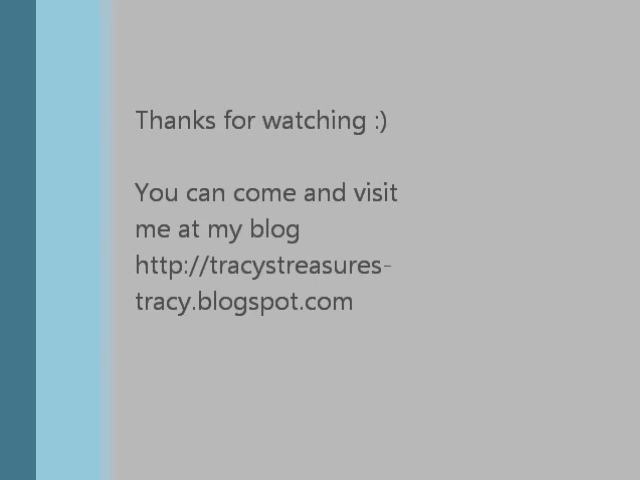 Thanks for watching :)
You can come and visit
me at my blog
http://tracystreasures-
tracy.blogspot.com